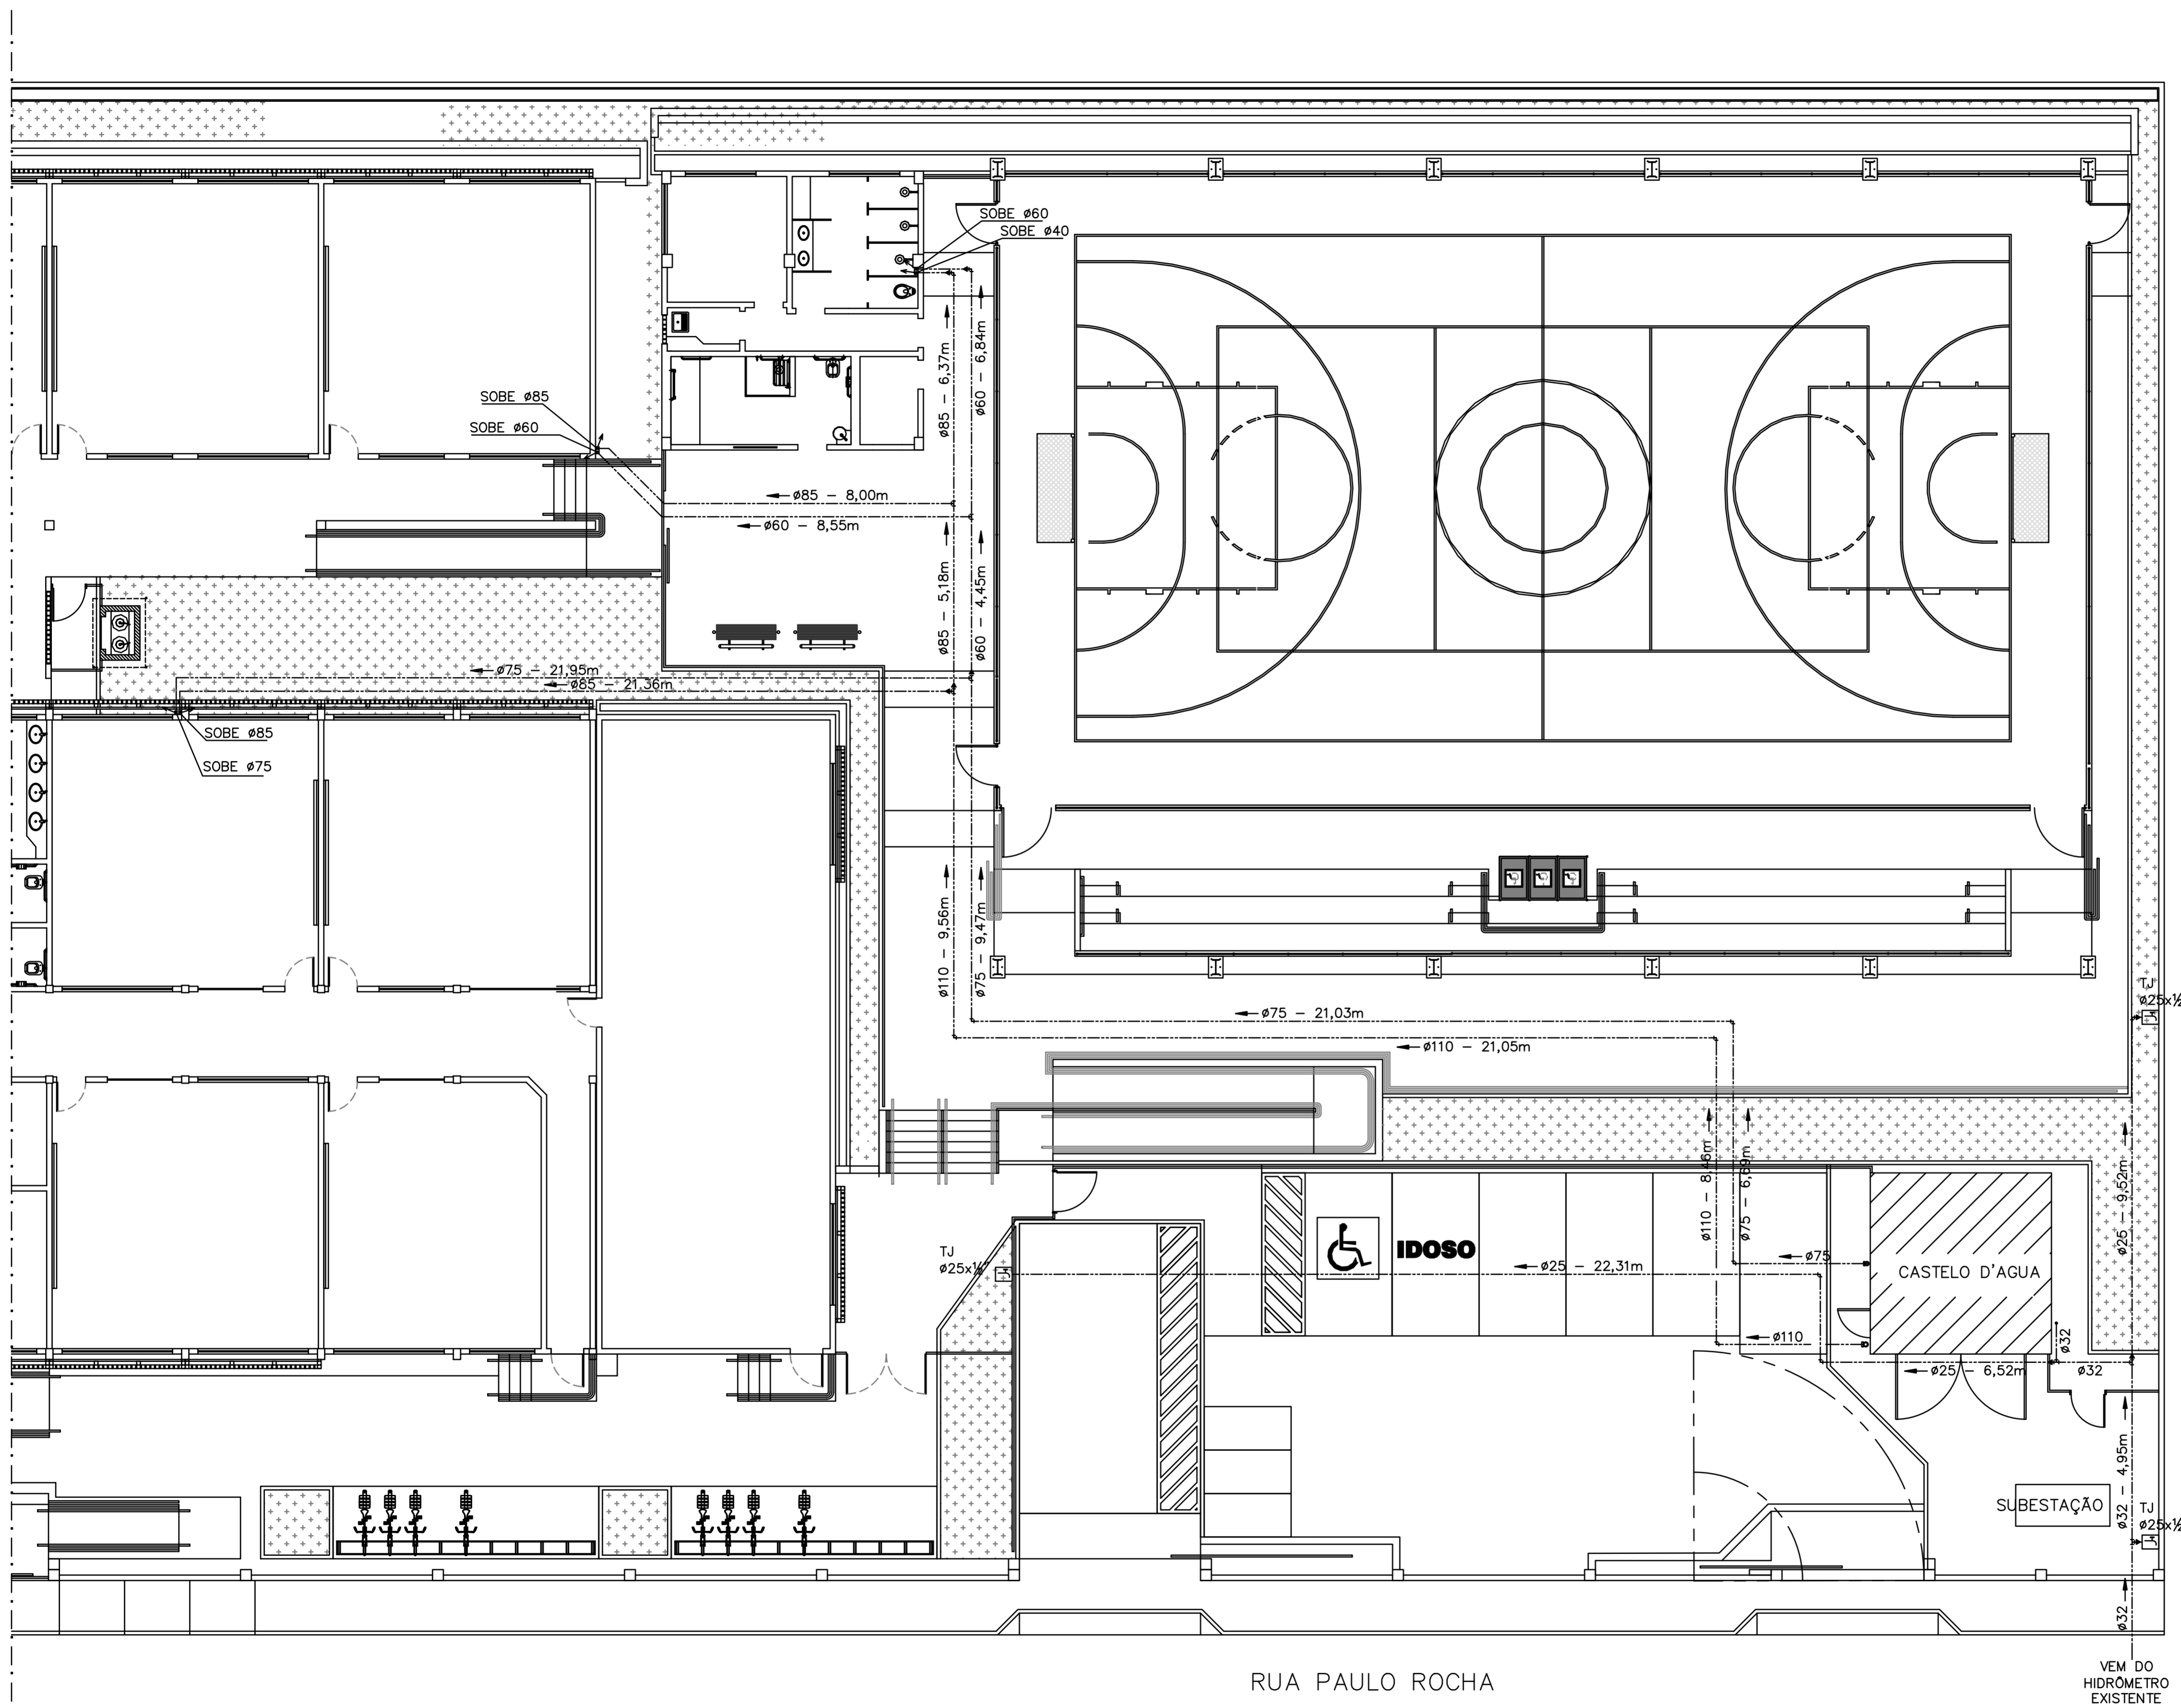 SOBE ø60
SOBE ø40
ø85 – 6,37m
ø60 – 6,84m
SOBE ø85
SOBE ø60
ø85 – 8,00m
ø60 – 8,55m
ø85 – 5,18m
ø60 – 4,45m
ø75 – 21,95m
ø85 – 21,36m
SOBE ø85
SOBE ø75
ø110 – 9,56m
ø75 – 9,47m
TJ
ø25x½
ø75 – 21,03m
ø110 – 21,05m
ø110 – 8,46m
ø75 – 6,69m
ø25 – 9,52m
TJ
ø25x½"
IDOSO
ø25 – 22,31m
ø75
CASTELO D'AGUA
ø110
ø32
ø25 – 6,52m
ø32
ø32 – 4,95m
SUBESTAÇÃO
TJ
ø25x½
ø32
RUA PAULO ROCHA
VEM DO
HIDRÔMETRO
EXISTENTE